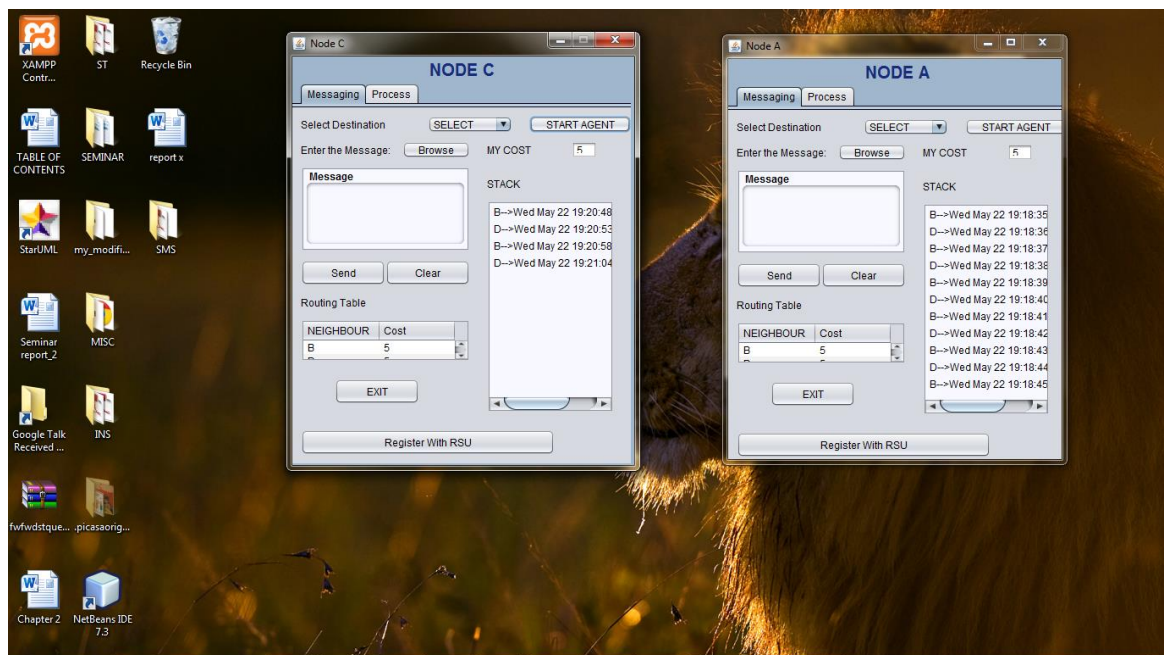 XAMPP Contr...
ST
Recycle Bin
TABLE OF CONTENTS
SEMINAR
report x
StarUML
my_modifi...
SMS
Seminar report_2
MISC
Google Talk Received ...
INS
fwfwdstque...
.picasaorig...
Chapter 2
NetBeans IDE 7.3
Node C
NODE C
Messaging
Process
Select Destination
SELECT
START AGENT
Enter the Message:
Browse
MY COST
5
Message
STACK
B-->Wed May 22 19:20:48
D-->Wed May 22 19:20:53
B-->Wed May 22 19:20:58
D-->Wed May 22 19:21:04
Send
Clear
Routing Table
NEIGHBOUR Cost
B 5
EXIT
Register With RSU
Node A
NODE A
Messaging
Process
Select Destination
SELECT
START AGENT
Enter the Message:
Browse
MY COST
5
Message
STACK
B-->Wed May 22 19:18:35
D-->Wed May 22 19:18:36
B-->Wed May 22 19:18:37
D-->Wed May 22 19:18:38
B-->Wed May 22 19:18:39
D-->Wed May 22 19:18:40
B-->Wed May 22 19:18:41
D-->Wed May 22 19:18:42
B-->Wed May 22 19:18:43
D-->Wed May 22 19:18:44
B-->Wed May 22 19:18:45
Send
Clear
Routing Table
NEIGHBOUR Cost
B 5
EXIT
Register With RSU